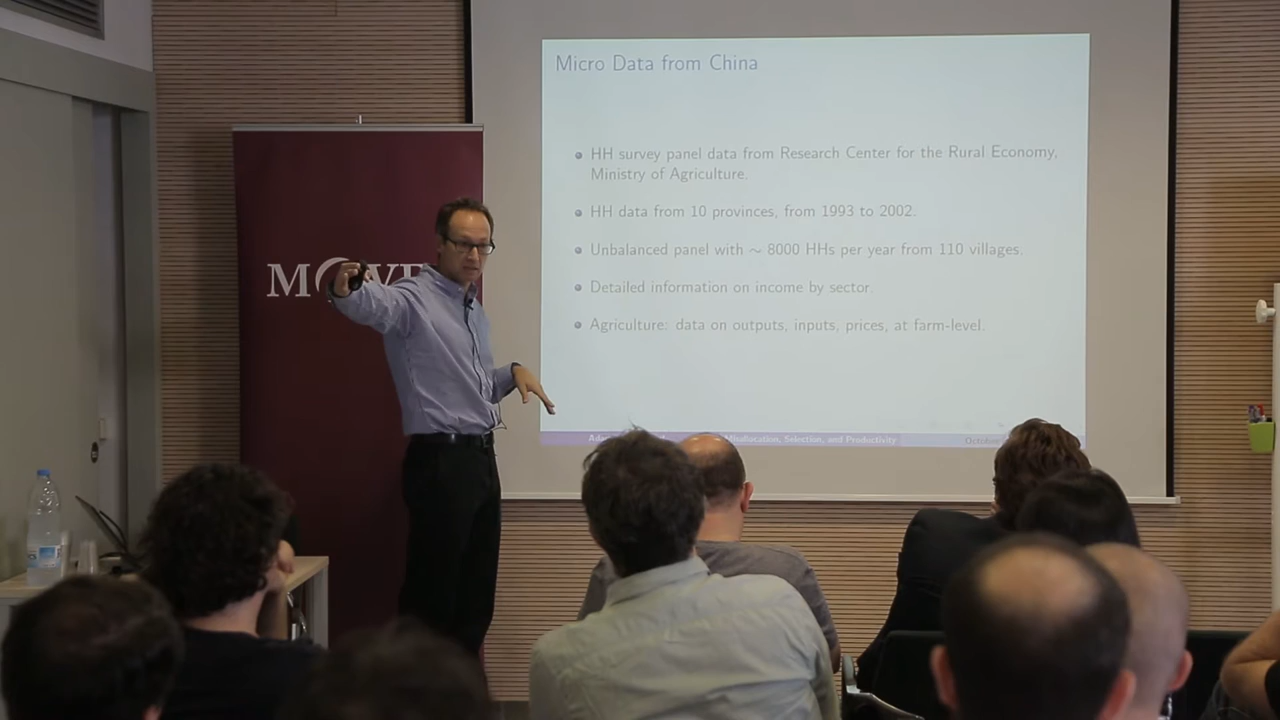 Micro Data from China
HH survey panel data from Research Center for the Rural Economy,
Ministry of Agriculture.
HH data from 10 provinces, from 1993 to 2002.
Unbalanced panel with ∼ 8000 HHs per year from 110 villages.
Detailed information on income by sector.
Agriculture: data on outputs, inputs, prices, at farm-level.
Misallocation, Selection, and Productivity
October